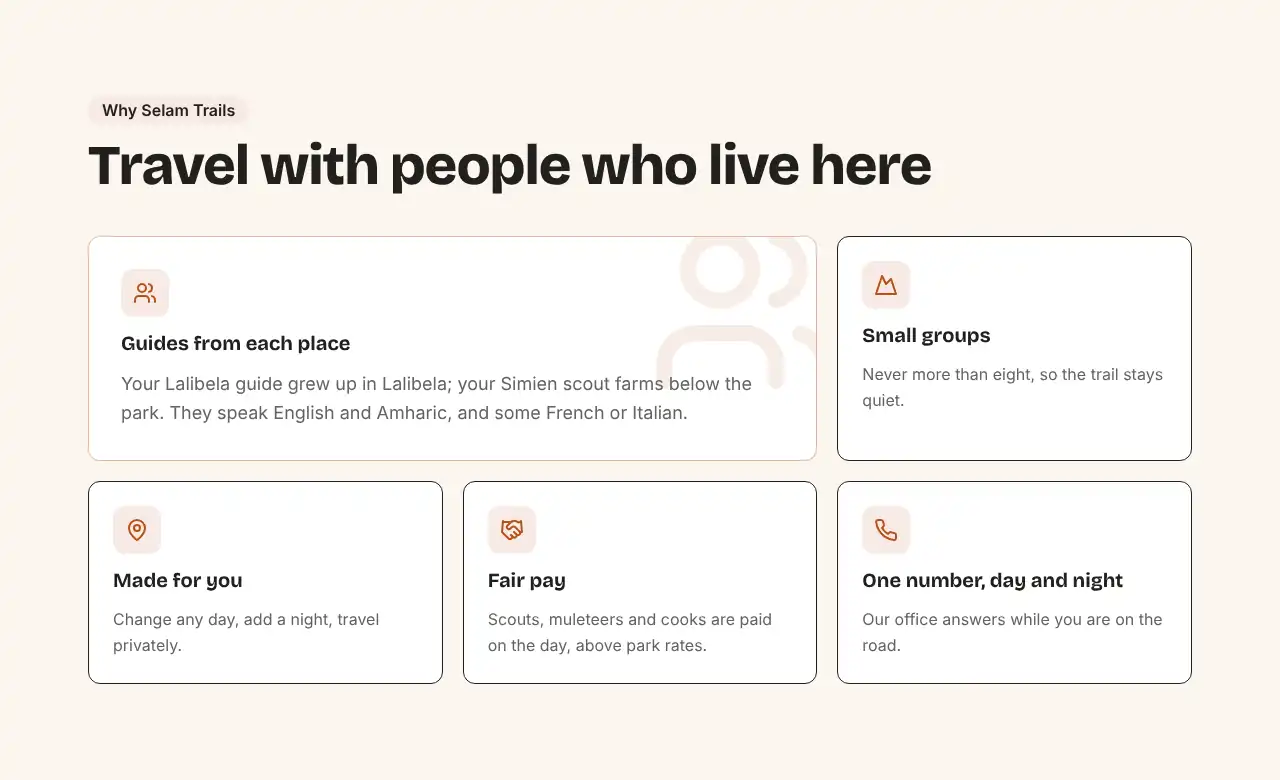 Why Selam Trails
Travel with people who live here
Guides from each place
Your Lalibela guide grew up in Lalibela; your Simien scout farms below the
park. They speak English and Amharic, and some French or Italian.
Small groups
Never more than eight, so the trail stays
quiet.
Made for you
Change any day, add a night, travel
privately.
Fair pay
Scouts, muleteers and cooks are paid
on the day, above park rates.
One number, day and night
Our office answers while you are on the
road.